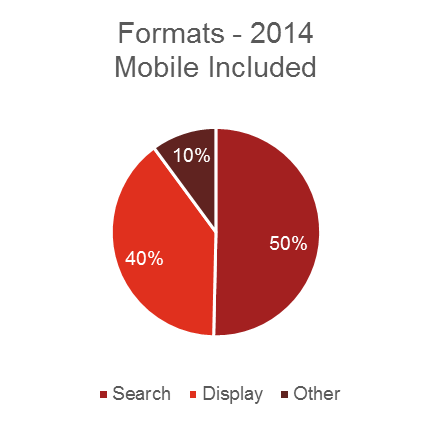 Formats - 2014
Mobile Included
10%
50%
40%
Search Display Other